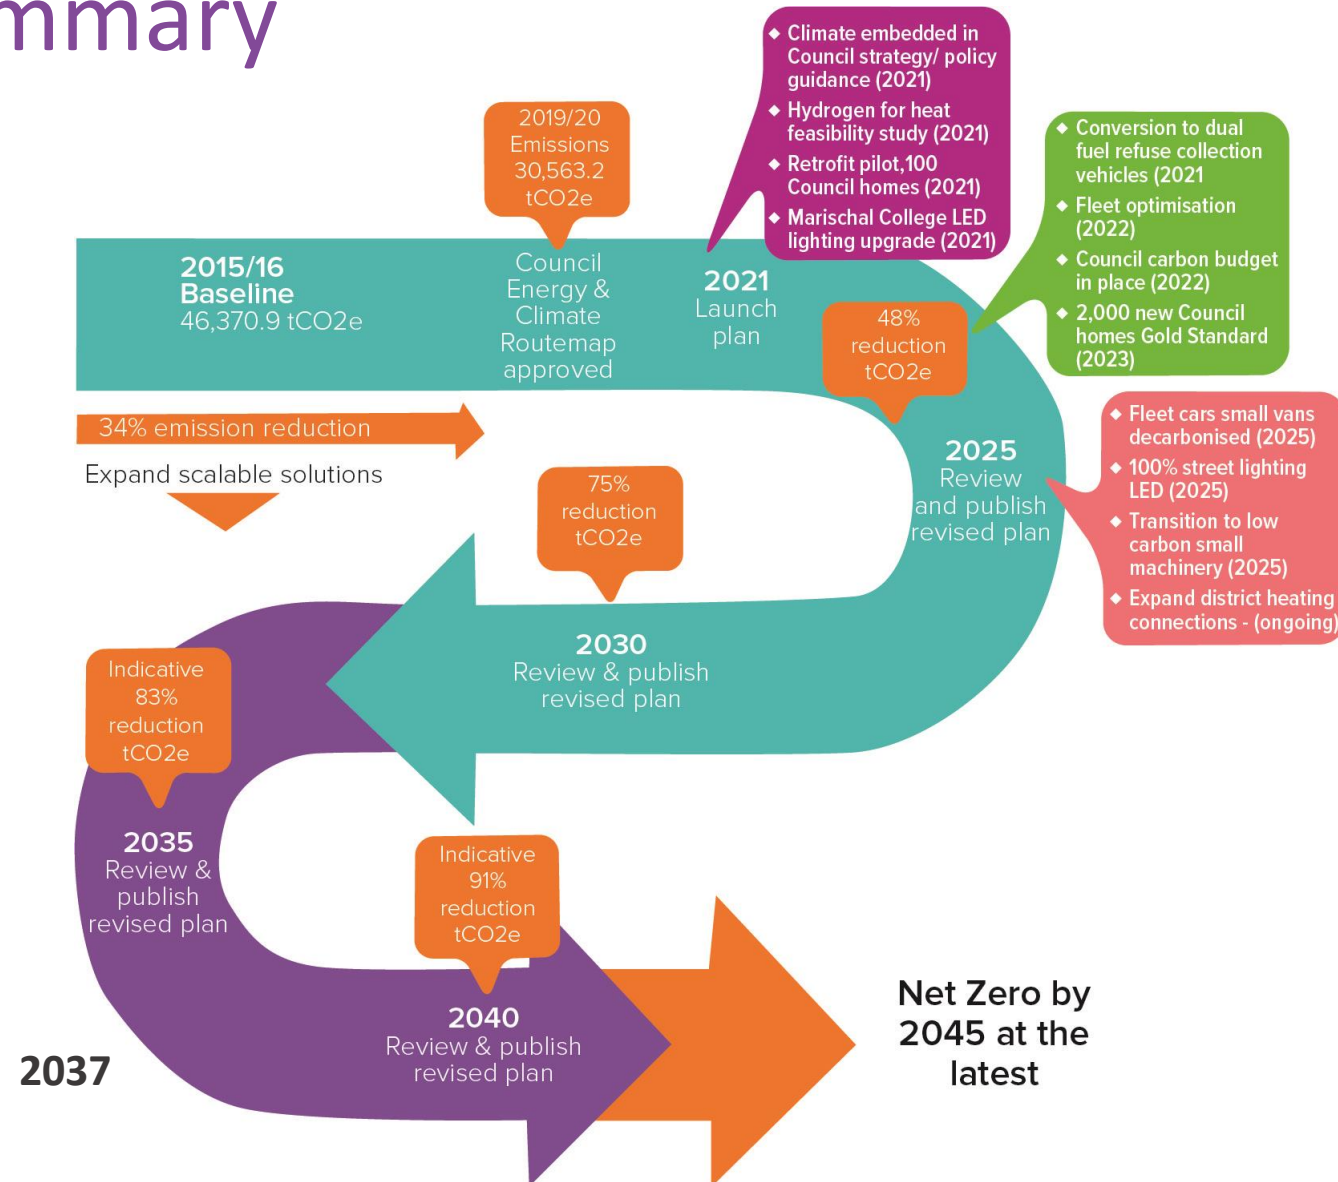 mmary
◆ Climate embedded in
Council strategy/ policy
guidance (2021)
◆ Hydrogen for heat
feasibility study (2021)
◆ Retrofit pilot,100
Council homes (2021)
◆ Marischal College LED
lighting upgrade (2021)
2019/20
Emissions
30,563.2
tCO2e
◆ Conversion to dual
fuel refuse collection
vehicles (2021
◆ Fleet optimisation
(2022)
◆ Council carbon budget
in place (2022)
◆ 2,000 new Council
homes Gold Standard
(2023)
2015/16
Baseline
46,370.9 tCO2e
Council
Energy &
Climate
Routemap
approved
2021
Launch
plan
48%
reduction
tCO2e
34% emission reduction
Expand scalable solutions
2025
Review
and publish
revised plan
◆ Fleet cars small vans
decarbonised (2025)
◆ 100% street lighting
LED (2025)
◆ Transition to low
carbon small
machinery (2025)
◆ Expand district heating
connections - (ongoing)
75%
reduction
tCO2e
2030
Review & publish
revised plan
Indicative
83%
reduction
tCO2e
2035
Review &
publish
revised plan
Indicative
91%
reduction
tCO2e
2040
Review & publish
revised plan
2037
Net Zero by
2045 at the
latest